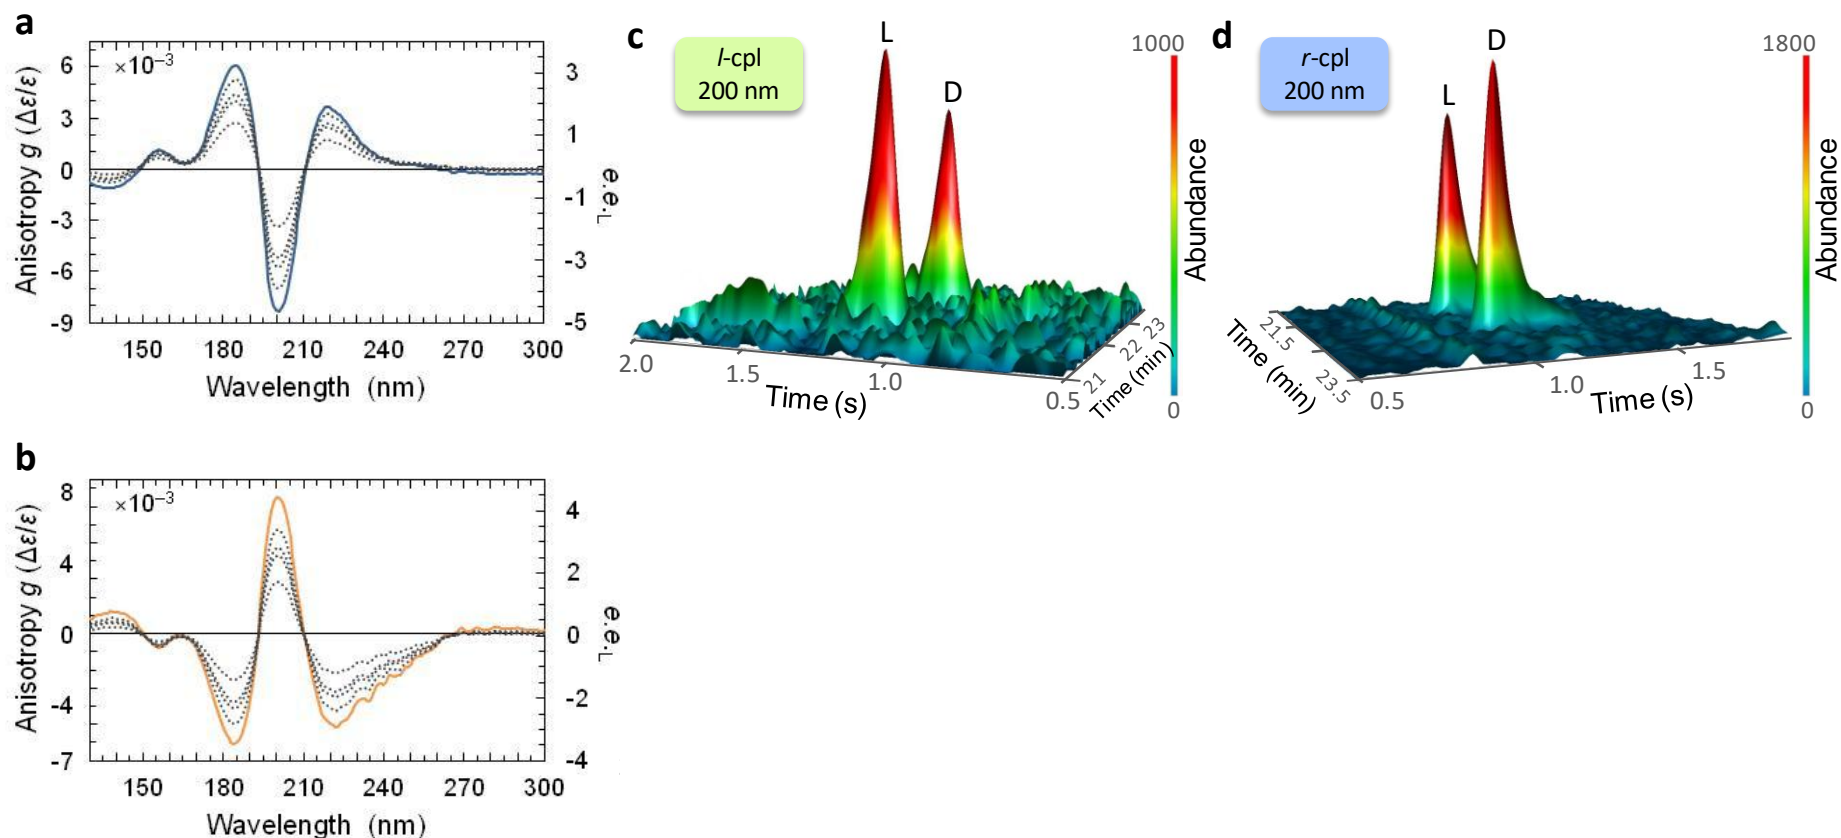 a
×10⁻³
6
3
0
-3
-6
-9
Anisotropy g (Δε/ε)
3
1
-1
-3
-5
e.e.L
150 180 210 240 270 300
Wavelength (nm)
b
×10⁻³
8
4
0
-4
-7
Anisotropy g (Δε/ε)
4
2
0
-2
-4
e.e.L
150 180 210 240 270 300
Wavelength (nm)
c
l-cpl
200 nm
L
D
1000
0
Abundance
2.0 1.5 1.0 0.5
Time (s)
21 22 23
Time (min)
d
r-cpl
200 nm
L
D
1800
0
Abundance
21.5
23.5
Time (min)
0.5 1.0 1.5
Time (s)